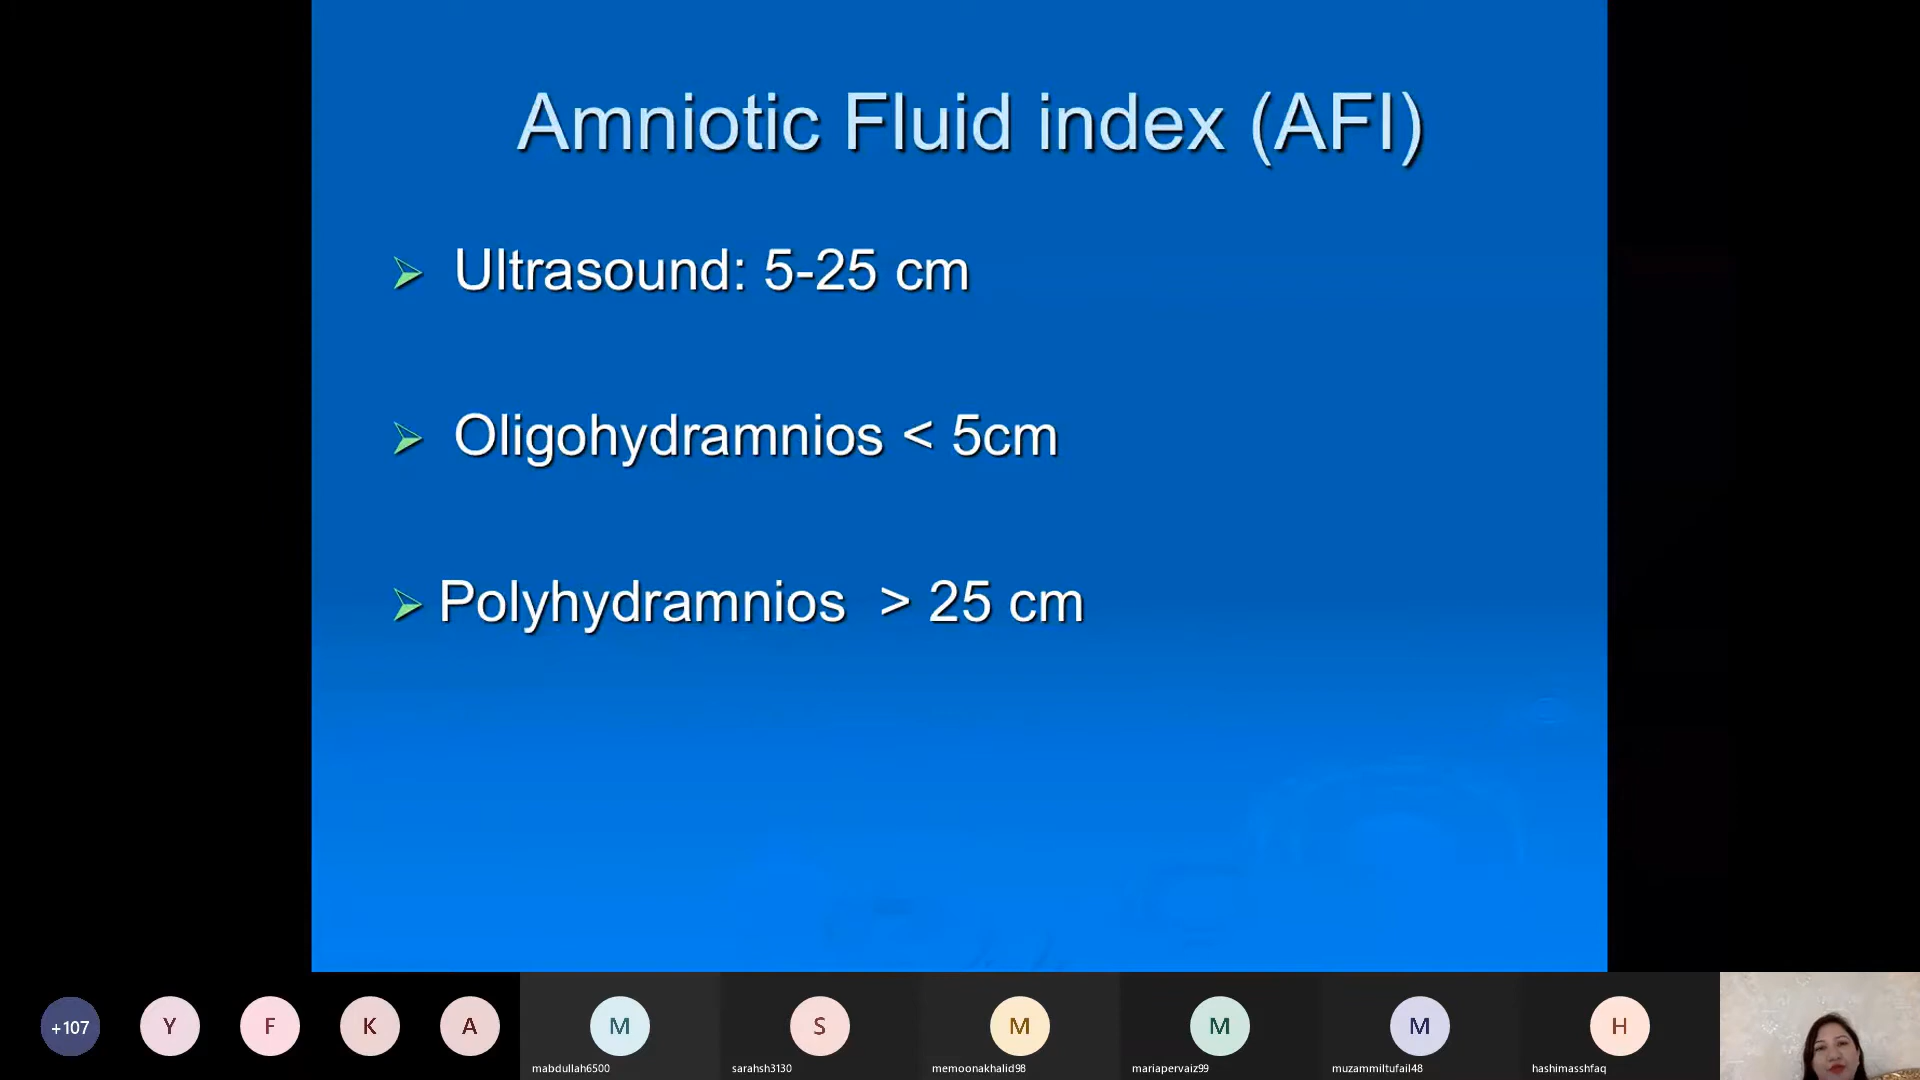 Amniotic Fluid index (AFI)
Ultrasound: 5-25 cm
Oligohydramnios < 5cm
Polyhydramnios > 25 cm
+107
Y
F
K
A
M
S
M
M
M
H
mabdullah6500
sarahsh3130
memoonakhalid98
mariapervaiz99
muzammiltufail48
hashimasshfaq